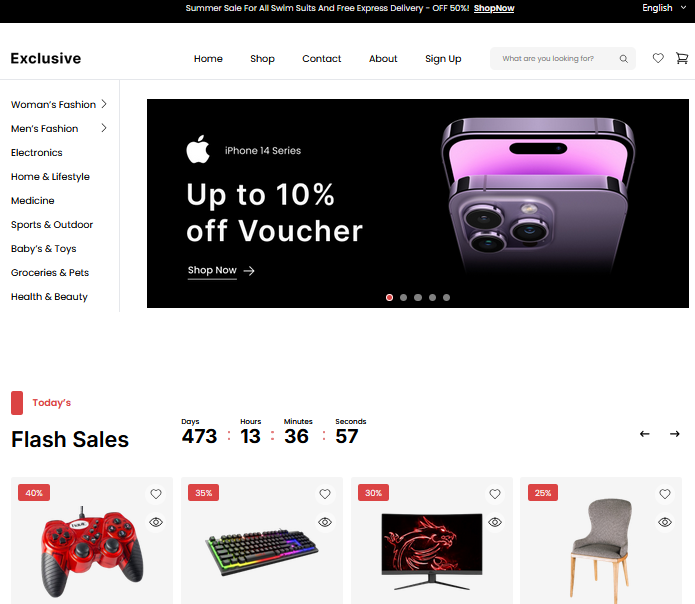 Summer Sale For All Swim Suits And Free Express Delivery - OFF 50%! ShopNow
English
Exclusive
Home
Shop
Contact
About
Sign Up
What are you looking for?
Woman's Fashion
Men's Fashion
Electronics
Home & Lifestyle
Medicine
Sports & Outdoor
Baby's & Toys
Groceries & Pets
Health & Beauty
iPhone 14 Series
Up to 10%
off Voucher
Shop Now
Today's
Flash Sales
Days
Hours
Minutes
Seconds
473 : 13 : 36 : 57
40%
35%
30%
25%